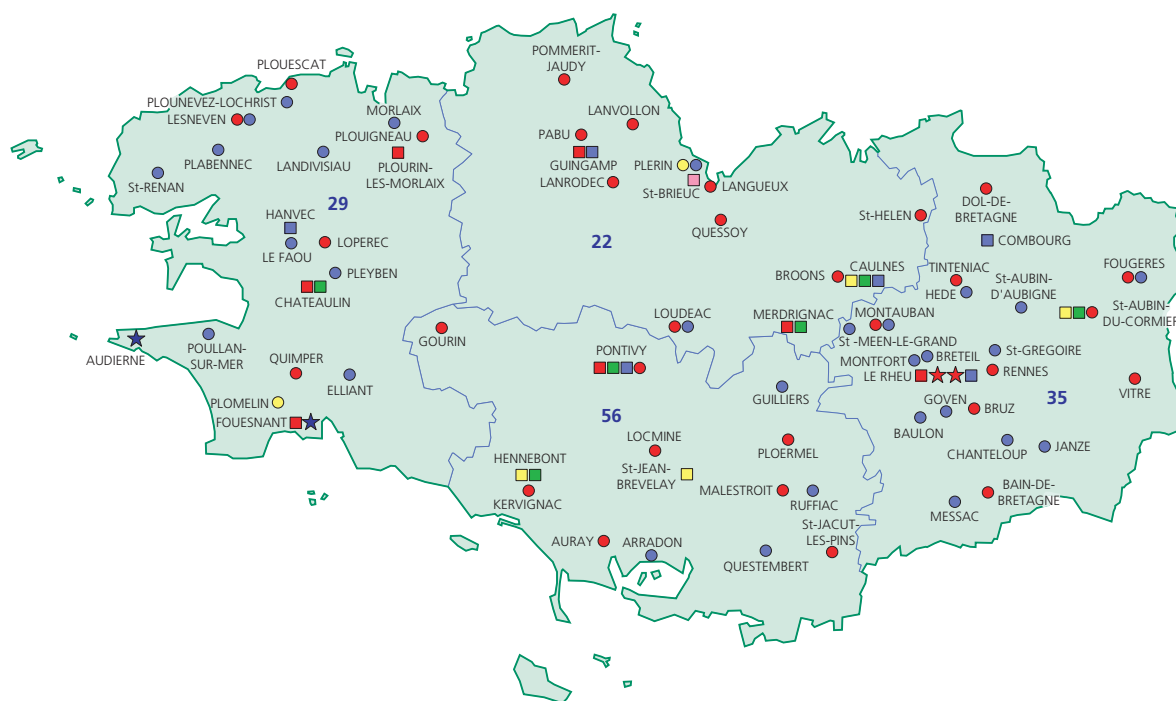 POMMERIT-
JAUDY
PLOUESCAT
PLOUNEVEZ-LOCHRIST
LESNEVEN
MORLAIX
PLOUIGNEAU
PLABENNEC
LANDIVISIAU
PLOURIN-
LES-MORLAIX
St-RENAN
29
HANVEC
LOPEREC
LE FAOU
PLEYBEN
CHATEAULIN
AUDIERNE
POULLAN-
SUR-MER
QUIMPER
ELLIANT
PLOMELIN
FOUESNANT
LANVOLLON
PABU
GUINGAMP
LANRODEC
PLERIN
St-BRIEUC
LANGUEUX
QUESSOY
22
St-HELEN
BROONS
CAULNES
LOUDEAC
MERDRIGNAC
GOURIN
PONTIVY
56
GUILLIERS
LOCMINE
PLOERMEL
HENNEBONT
St-JEAN-
BREVELAY
KERVIGNAC
MALESTROIT
RUFFIAC
St-JACUT-
LES-PINS
AURAY
ARRADON
QUESTEMBERT
DOL-DE-
BRETAGNE
COMBOURG
TINTENIAC
HEDE
St-AUBIN-
D'AUBIGNE
FOUGERES
St-AUBIN-
DU-CORMIER
MONTAUBAN
St -MEEN-LE-GRAND
MONTFORT
BRETEIL
St-GREGOIRE
LE RHEU
RENNES
35
VITRE
GOVEN
BRUZ
BAULON
CHANTELOUP
JANZE
BAIN-DE-
BRETAGNE
MESSAC